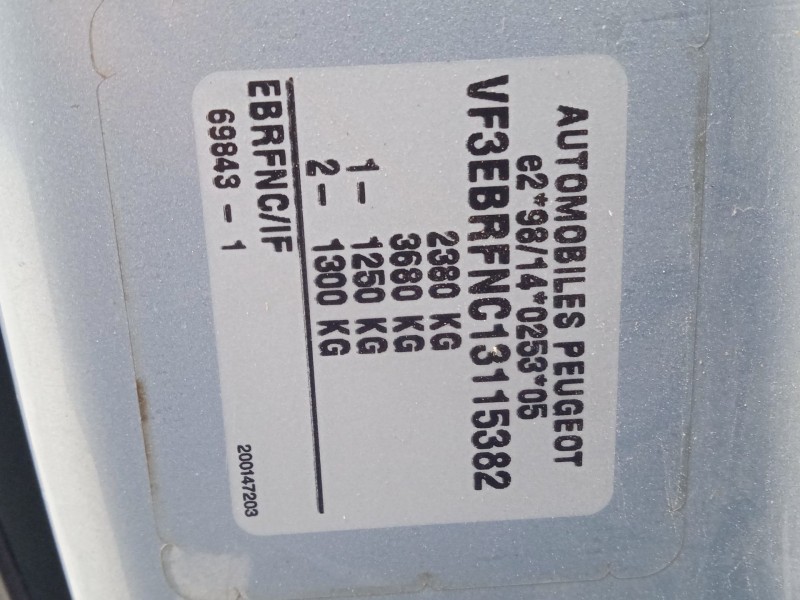 AUTOMOBILES PEUGEOT
e2*98/14*0253*05
VF3EBRFNC13115382
2380 KG
3680 KG
1- 1250 KG
2- 1300 KG
EBRFNC/IF
69843 - 1
200147203